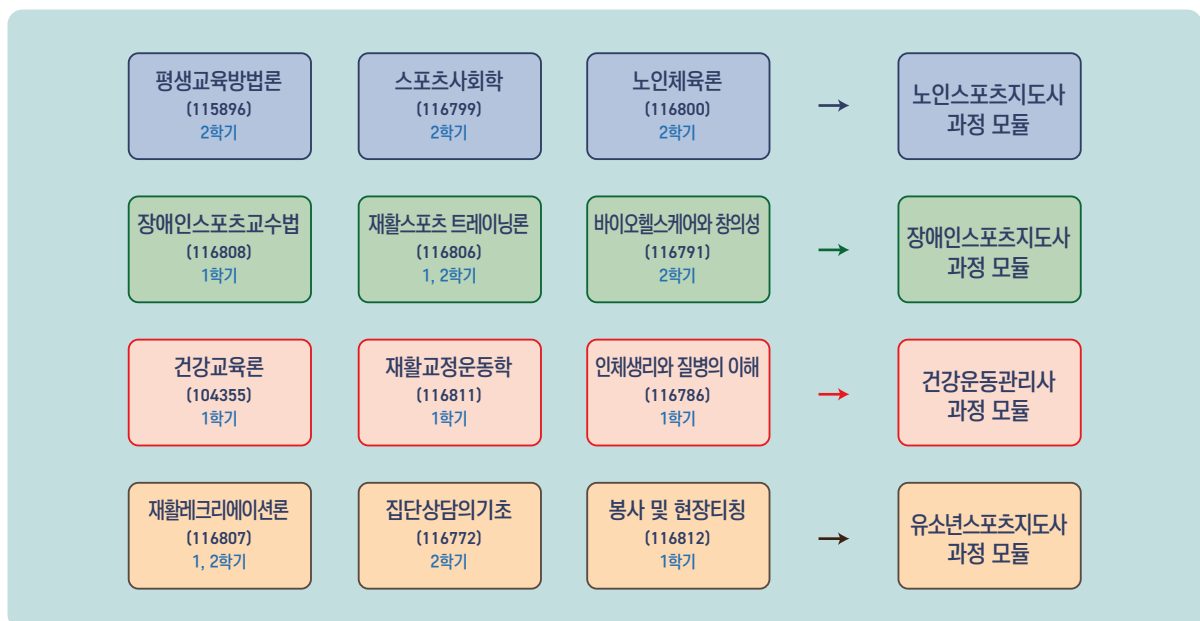 평생교육방법론
(115896)
2학기
스포츠사회학
(116799)
2학기
노인체육론
(116800)
2학기
→
노인스포츠지도사
과정 모듈
장애인스포츠교수법
(116808)
1학기
재활스포츠 트레이닝론
(116806)
1, 2학기
바이오헬스케어와 창의성
(116791)
2학기
→
장애인스포츠지도사
과정 모듈
건강교육론
(104355)
1학기
재활교정운동학
(116811)
1학기
인체생리와 질병의 이해
(116786)
1학기
→
건강운동관리사
과정 모듈
재활레크리에이션론
(116807)
1, 2학기
집단상담의기초
(116772)
2학기
봉사 및 현장티칭
(116812)
1학기
→
유소년스포츠지도사
과정 모듈